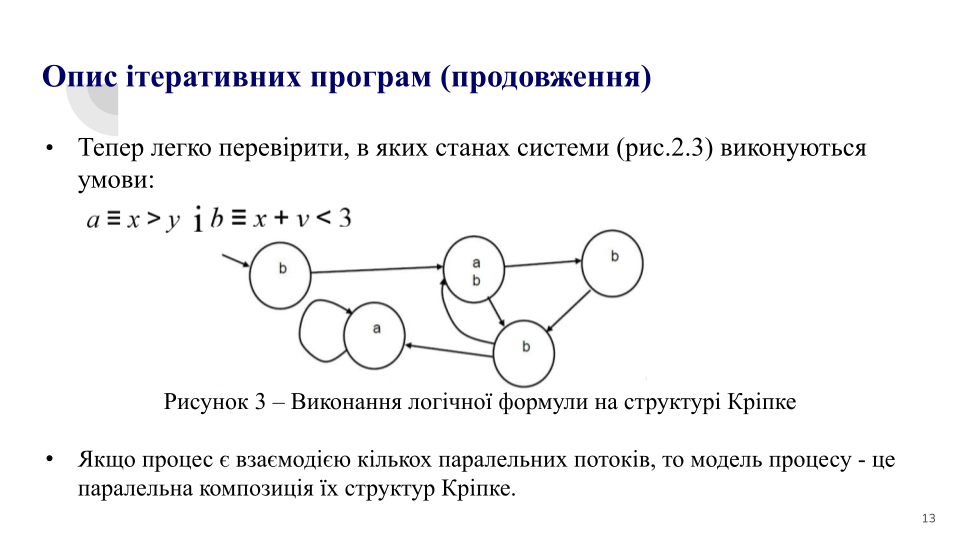 Опис ітеративних програм (продовження)
• Тепер легко перевірити, в яких станах системи (рис.2.3) виконуються
умови:
a ≡ x > y і b ≡ x + v < 3
b
a
b
b
a
b
Рисунок 3 – Виконання логічної формули на структурі Кріпке
• Якщо процес є взаємодією кількох паралельних потоків, то модель процесу - це
паралельна композиція їх структур Кріпке.
13